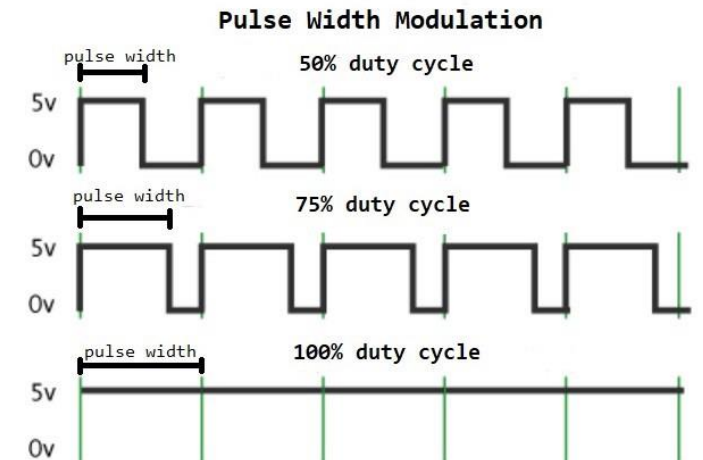 Pulse Width Modulation
pulse width
50% duty cycle
5v
0v
pulse width
75% duty cycle
5v
0v
pulse width
100% duty cycle
5v
0v